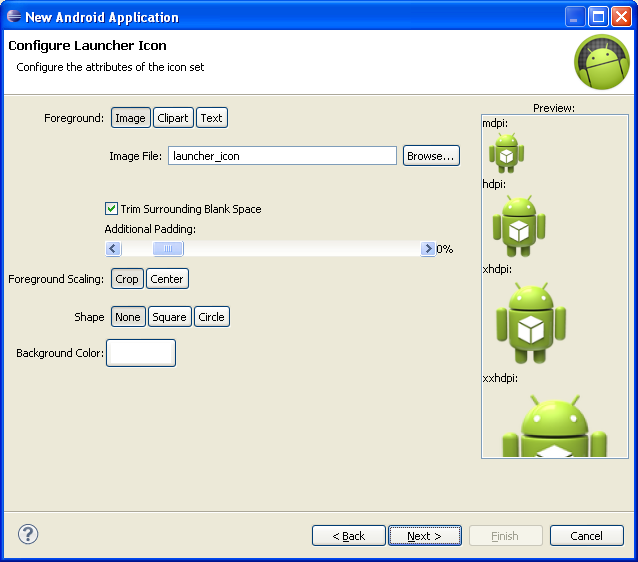 New Android Application
Configure Launcher Icon
Configure the attributes of the icon set
Foreground: Image Clipart Text
Image File: launcher_icon Browse...
Trim Surrounding Blank Space
Additional Padding:
0%
Foreground Scaling: Crop Center
Shape None Square Circle
Background Color:
Preview:
mdpi:
hdpi:
xhdpi:
xxhdpi:
? < Back Next > Finish Cancel